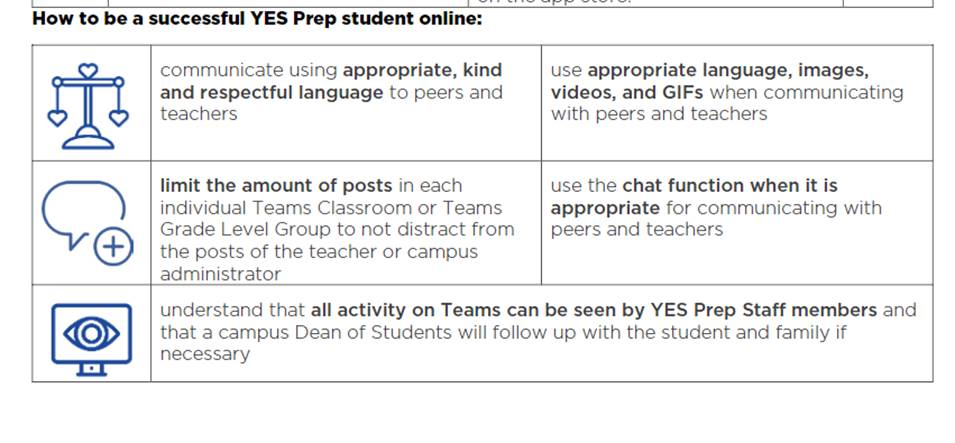 on the app store.
How to be a successful YES Prep student online:
communicate using appropriate, kind
and respectful language to peers and
teachers
use appropriate language, images,
videos, and GIFs when communicating
with peers and teachers
limit the amount of posts in each
individual Teams Classroom or Teams
Grade Level Group to not distract from
the posts of the teacher or campus
administrator
use the chat function when it is
appropriate for communicating with
peers and teachers
understand that all activity on Teams can be seen by YES Prep Staff members and
that a campus Dean of Students will follow up with the student and family if
necessary